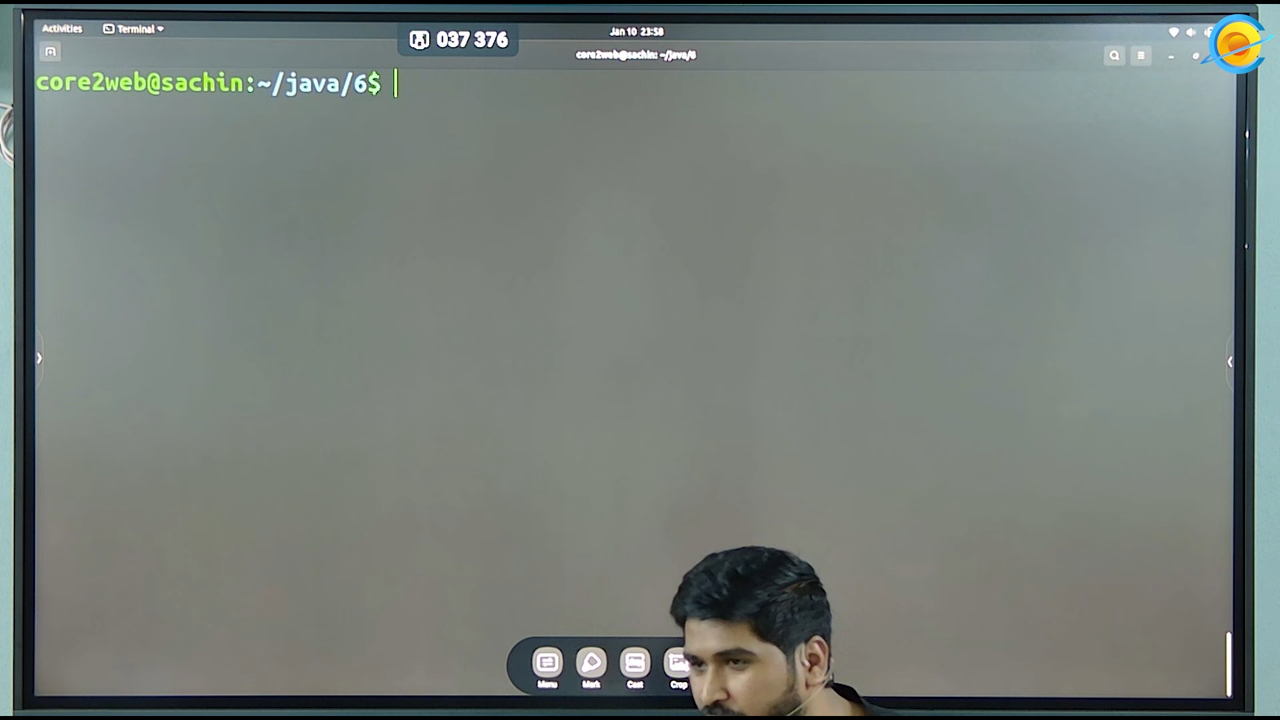 Activities
Terminal
037 376
Jan 10 23:58
core2web@sachin: ~/java/6
core2web@sachin:~/java/6$
Menu
Mark
Cast
Crop